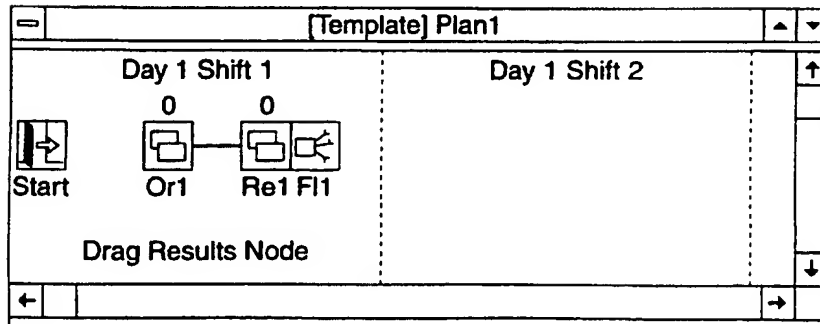 [Template] Plan1
Day 1 Shift 1 Day 1 Shift 2
0 0
Start Or1 Re1 Fl1
Drag Results Node